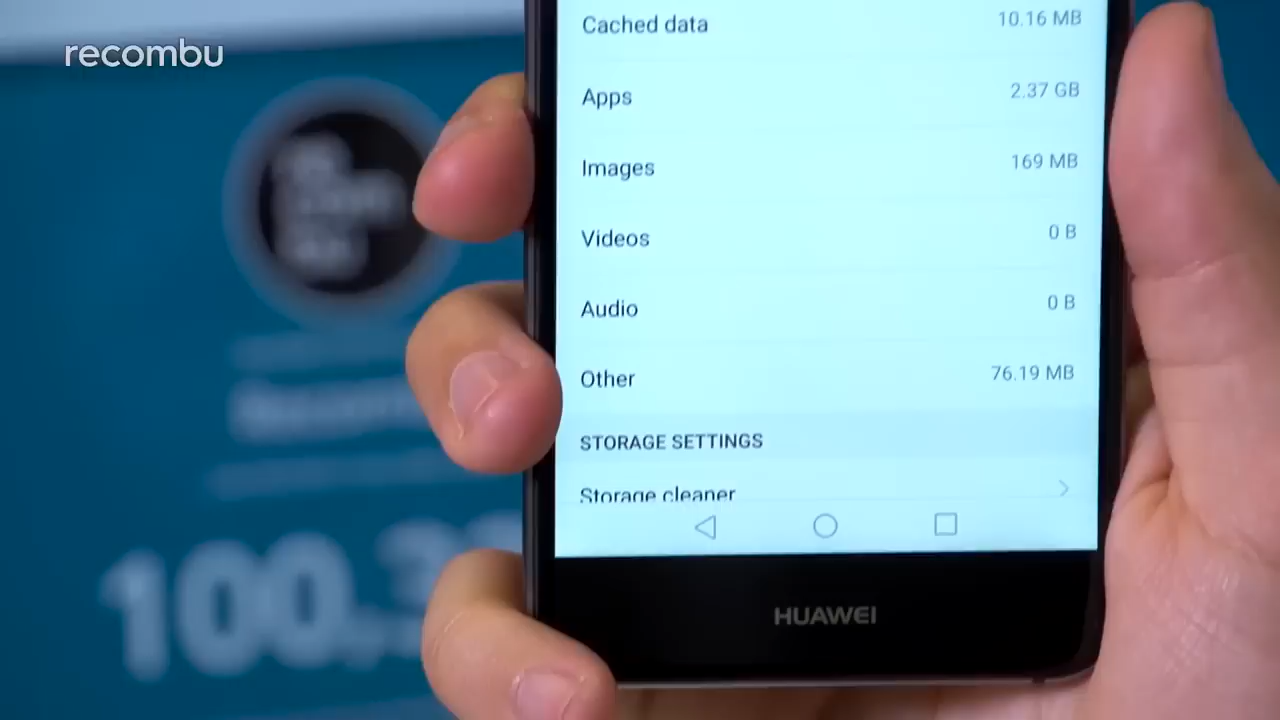 recombu
Cached data 10.16 MB
Apps 2.37 GB
Images 169 MB
Videos 0 B
Audio 0 B
Other 76.19 MB
STORAGE SETTINGS
Storage cleaner
HUAWEI